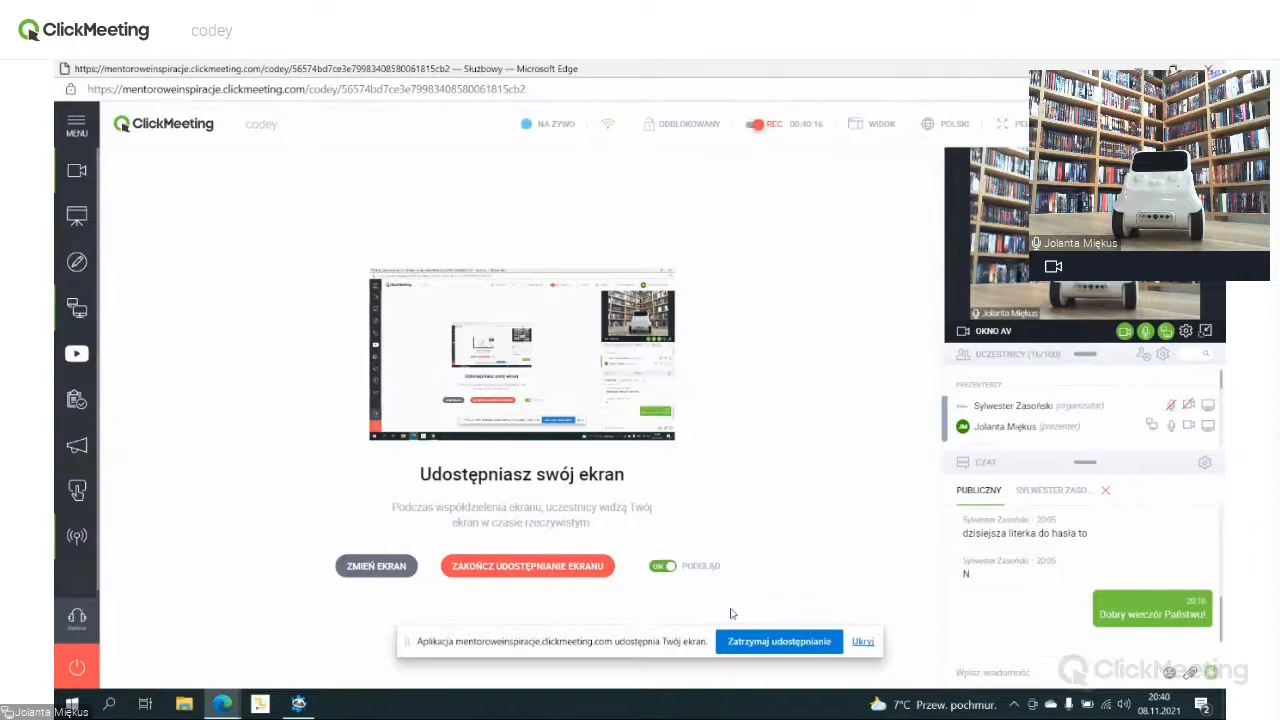 ClickMeeting codey
https://mentoroweinspiracje.clickmeeting.com/codey/56574bd7ce3e79983408580061815cb2 — Służbowy — Microsoft Edge
https://mentoroweinspiracje.clickmeeting.com/codey/56574bd7ce3e79983408580061815cb2
MENU
ClickMeeting codey
NA ŻYWO
ODBLOKOWANY
REC 00:40:16
WIDOK
POLSKI
Jolanta Miękus
Jolanta Miękus
OKNO AV
UCZESTNICY (16/100)
PREZENTERZY
Sylwester Zasoński (organizator)
Jolanta Miękus (prezenter)
CZAT
PUBLICZNY SYLWESTER ZASO...
Sylwester Zasoński · 20:05
dzisiejsza literka do hasła to
Sylwester Zasoński · 20:05
N
20:16
Dobry wieczór Państwu!
Wpisz wiadomość
ClickMeeting
Udostępniasz swój ekran
Podczas współdzielenia ekranu, uczestnicy widzą Twój
ekran w czasie rzeczywistym.
ZMIEŃ EKRAN
ZAKOŃCZ UDOSTĘPNIANIE EKRANU
ON PODGLĄD
Aplikacja mentoroweinspiracje.clickmeeting.com udostępnia Twój ekran.
Zatrzymaj udostępnianie
Ukryj
Jolanta Miękus
7°C Przew. pochmur.
20:40
08.11.2021
2